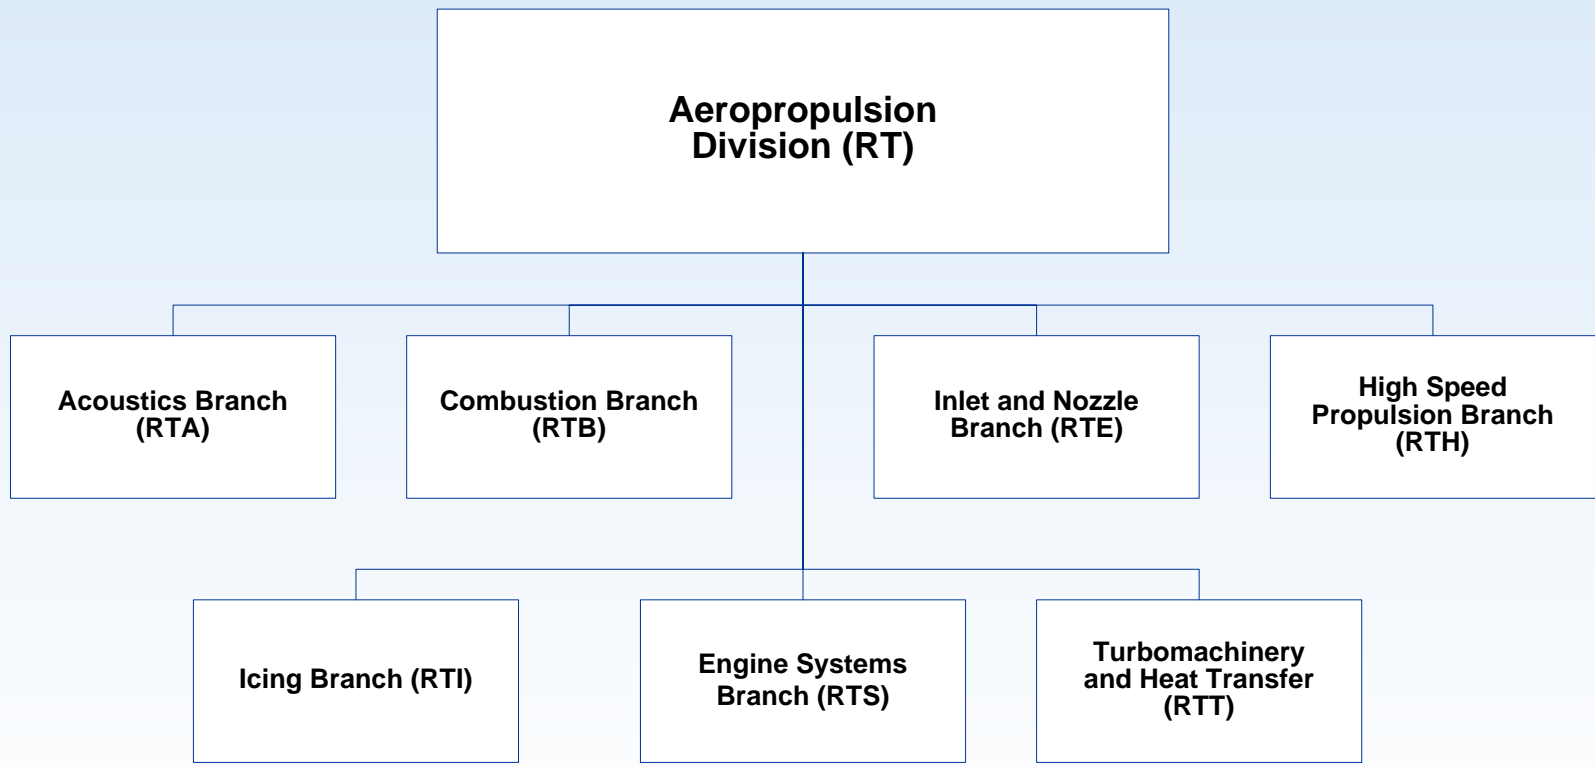 Aeropropulsion
Division (RT)
Acoustics Branch
(RTA)
Combustion Branch
(RTB)
Inlet and Nozzle
Branch (RTE)
High Speed
Propulsion Branch
(RTH)
Icing Branch (RTI)
Engine Systems
Branch (RTS)
Turbomachinery
and Heat Transfer
(RTT)